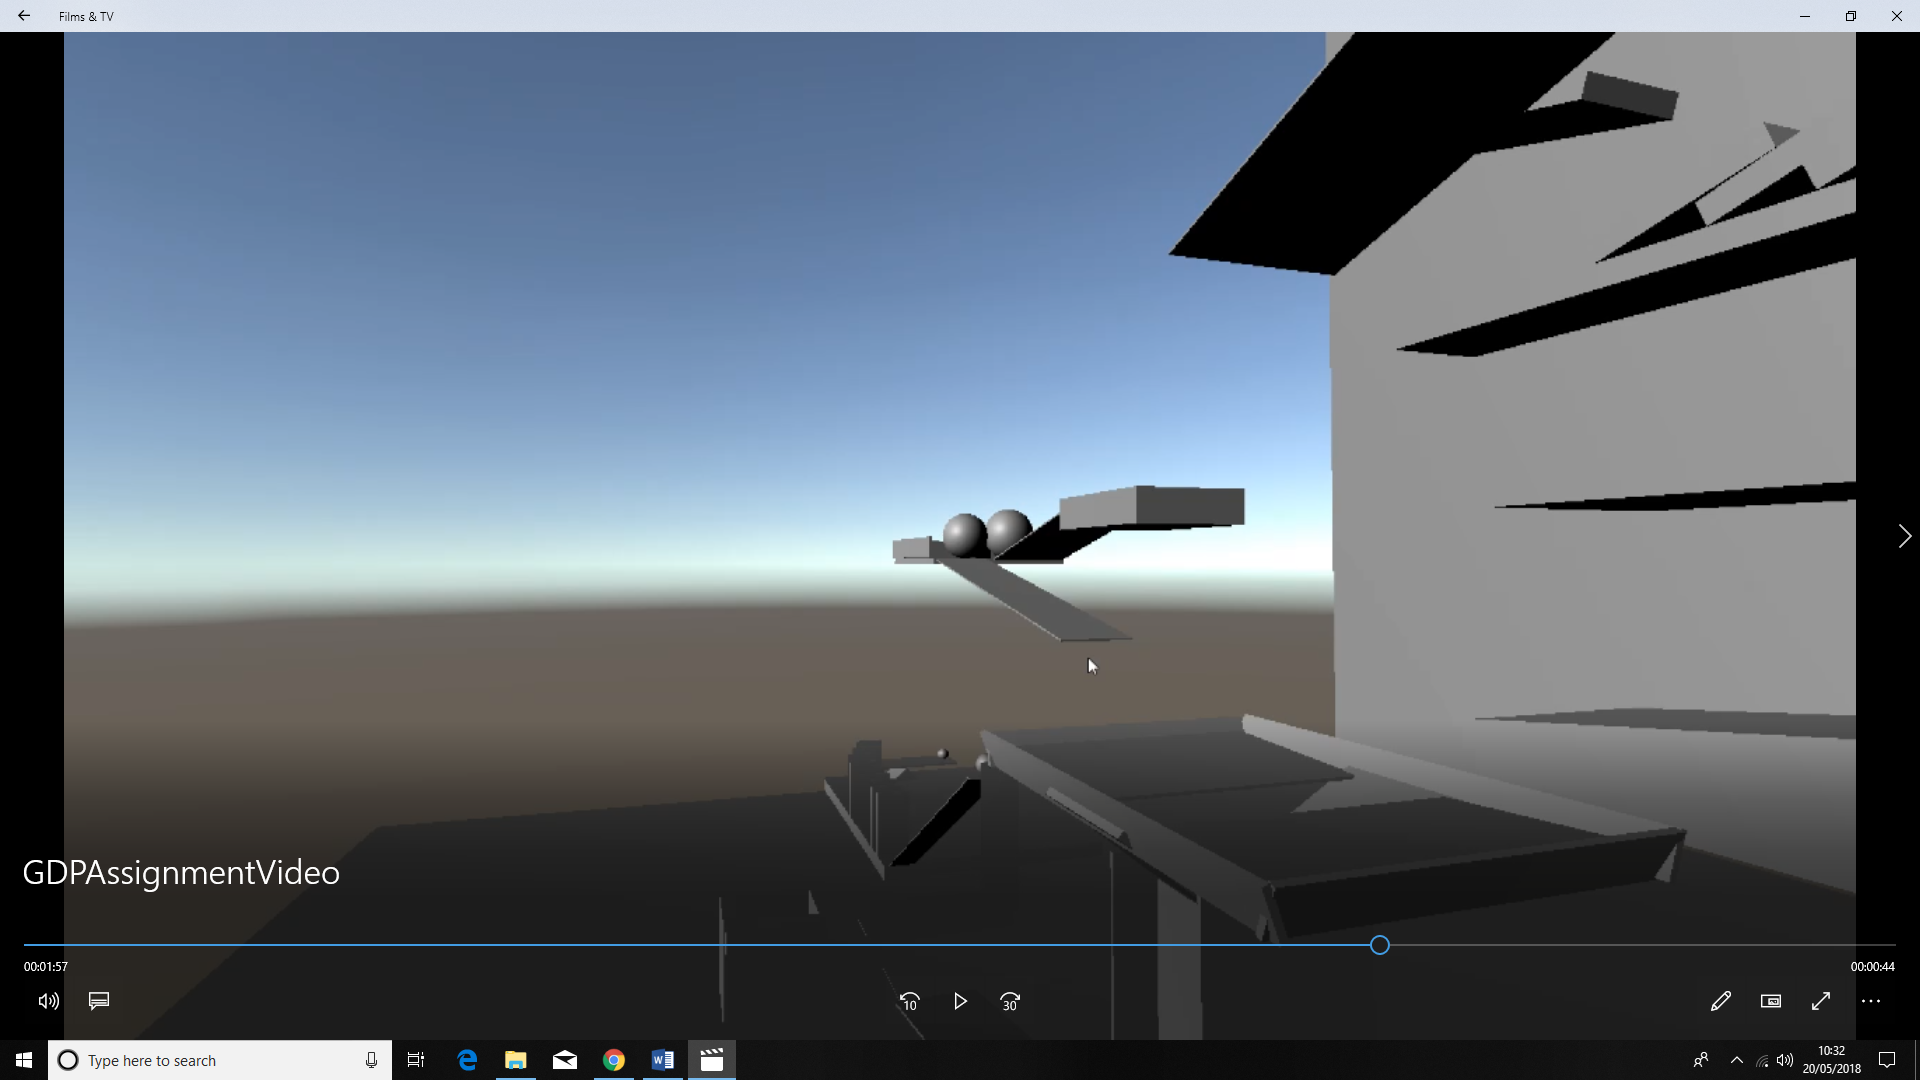 Films & TV
GDPAssignmentVideo
00:01:57
00:00:44
10
30
Type here to search
10:32
20/05/2018